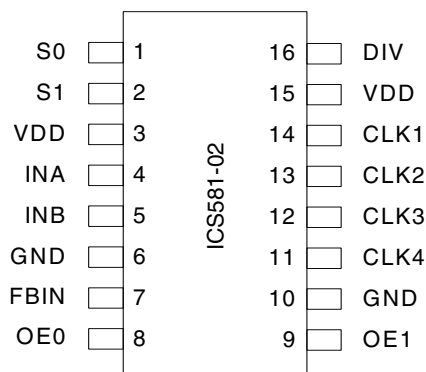 S0 1 16 DIV
S1 2 15 VDD
VDD 3 14 CLK1
INA 4 13 CLK2
INB 5 12 CLK3
GND 6 11 CLK4
FBIN 7 10 GND
OE0 8 9 OE1
ICS581-02